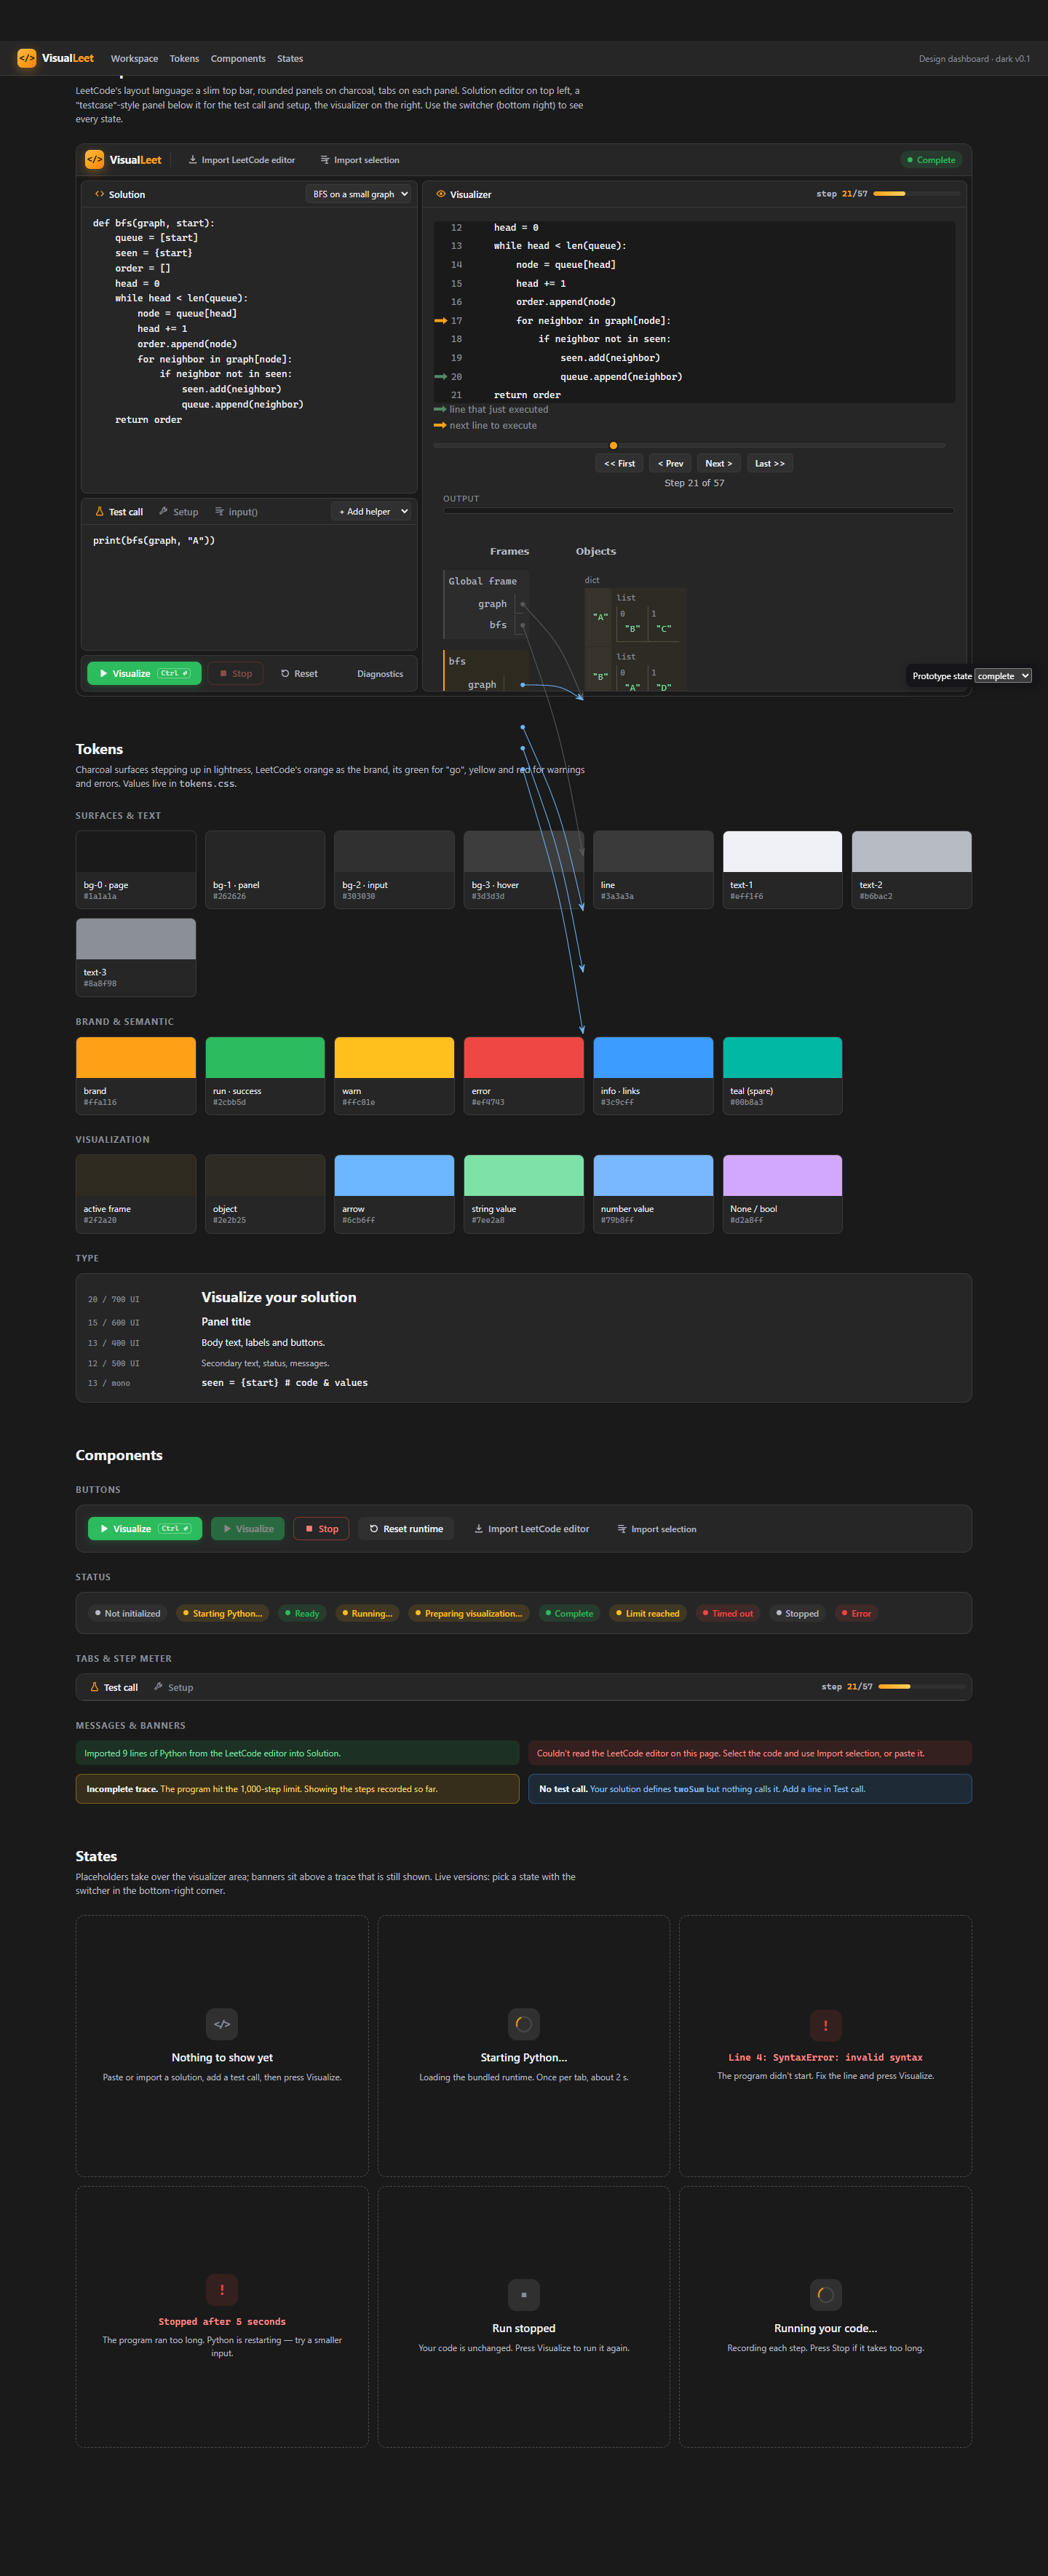 </> VisualLeet Workspace Tokens Components States Design dashboard · dark v0.1
LeetCode's layout language: a slim top bar, rounded panels on charcoal, tabs on each panel. Solution editor on top left, a
"testcase"-style panel below it for the test call and setup, the visualizer on the right. Use the switcher (bottom right) to see
every state.
</> VisualLeet Import LeetCode editor Import selection Complete
Solution BFS on a small graph
def bfs(graph, start):
queue = [start]
seen = {start}
order = []
head = 0
while head < len(queue):
node = queue[head]
head += 1
order.append(node)
for neighbor in graph[node]:
if neighbor not in seen:
seen.add(neighbor)
queue.append(neighbor)
return order
Test call Setup input() + Add helper
print(bfs(graph, "A"))
Visualize Ctrl ⏎ Stop Reset Diagnostics
Visualizer step 21/57
12 head = 0
13 while head < len(queue):
14 node = queue[head]
15 head += 1
16 order.append(node)
17 for neighbor in graph[node]:
18 if neighbor not in seen:
19 seen.add(neighbor)
20 queue.append(neighbor)
21 return order
line that just executed
next line to execute
<< First < Prev Next > Last >>
Step 21 of 57
OUTPUT
Frames Objects
Global frame
graph
bfs
bfs
graph
dict
"A"
list
0 1
"B" "C"
"B"
list
0 1
"A" "D"
Prototype state complete
Tokens
Charcoal surfaces stepping up in lightness, LeetCode's orange as the brand, its green for "go", yellow and red for warnings
and errors. Values live in tokens.css.
SURFACES & TEXT
bg-0 · page
#1a1a1a
bg-1 · panel
#262626
bg-2 · input
#303030
bg-3 · hover
#3d3d3d
line
#3a3a3a
text-1
#eff1f6
text-2
#b6bac2
text-3
#8a8f98
BRAND & SEMANTIC
brand
#ffa116
run · success
#2cbb5d
warn
#ffc01e
error
#ef4743
info · links
#3c9cff
teal (spare)
#00b8a3
VISUALIZATION
active frame
#2f2a20
object
#2e2b25
arrow
#6cb6ff
string value
#7ee2a8
number value
#79b8ff
None / bool
#d2a8ff
TYPE
20 / 700 UI Visualize your solution
15 / 600 UI Panel title
13 / 400 UI Body text, labels and buttons.
12 / 500 UI Secondary text, status, messages.
13 / mono seen = {start} # code & values
Components
BUTTONS
Visualize Ctrl ⏎ Visualize Stop Reset runtime Import LeetCode editor Import selection
STATUS
Not initialized Starting Python... Ready Running... Preparing visualization... Complete Limit reached Timed out Stopped Error
TABS & STEP METER
Test call Setup step 21/57
MESSAGES & BANNERS
Imported 9 lines of Python from the LeetCode editor into Solution.
Couldn't read the LeetCode editor on this page. Select the code and use Import selection, or paste it.
Incomplete trace. The program hit the 1,000-step limit. Showing the steps recorded so far.
No test call. Your solution defines twoSum but nothing calls it. Add a line in Test call.
States
Placeholders take over the visualizer area; banners sit above a trace that is still shown. Live versions: pick a state with the
switcher in the bottom-right corner.
</>
Nothing to show yet
Paste or import a solution, add a test call, then press Visualize.
Starting Python...
Loading the bundled runtime. Once per tab, about 2 s.
!
Line 4: SyntaxError: invalid syntax
The program didn't start. Fix the line and press Visualize.
!
Stopped after 5 seconds
The program ran too long. Python is restarting — try a smaller
input.
Run stopped
Your code is unchanged. Press Visualize to run it again.
Running your code...
Recording each step. Press Stop if it takes too long.